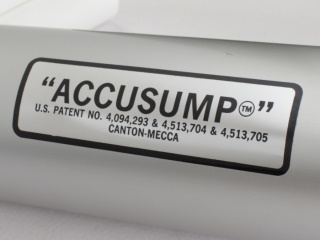 “ACCUSUMP™”
U.S. PATENT NO. 4,094,293 & 4,513,704 & 4,513,705
CANTON-MECCA